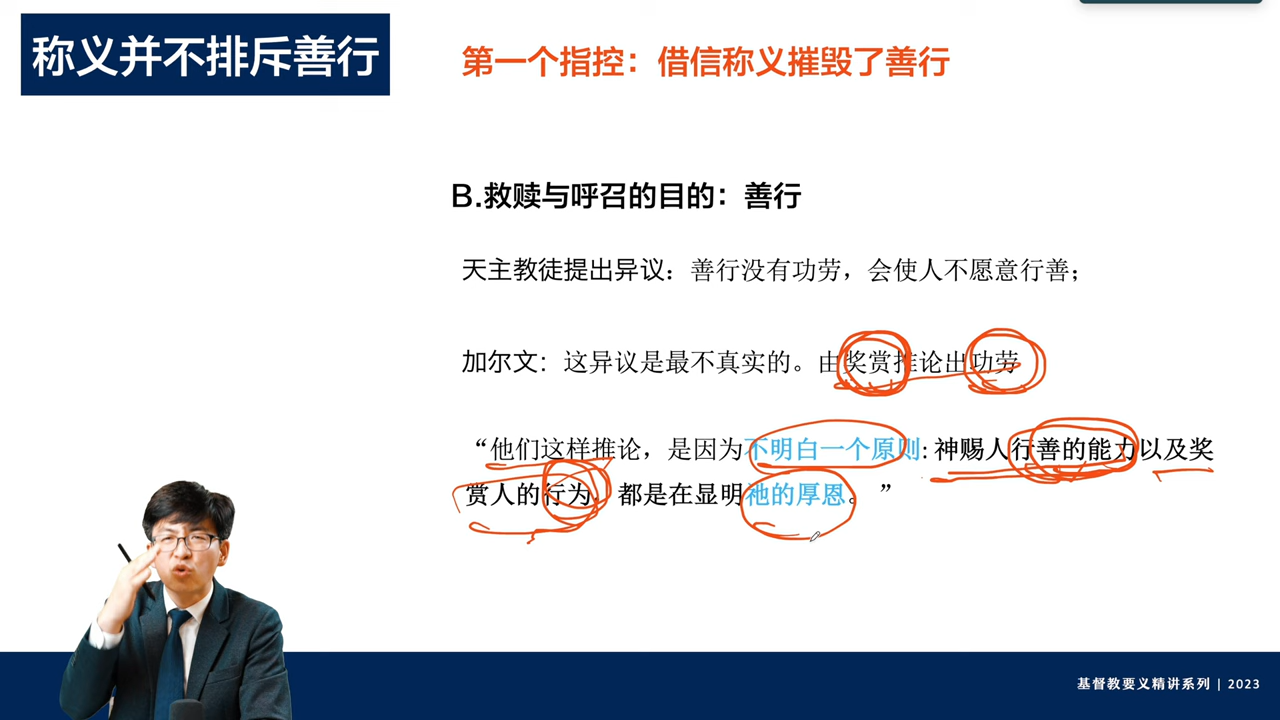 称义并不排斥善行
第一个指控：借信称义摧毁了善行
B.救赎与呼召的目的：善行
天主教徒提出异议：善行没有功劳，会使人不愿意行善；
加尔文：这异议是最不真实的。由奖赏推论出功劳
“他们这样推论，是因为不明白一个原则: 神赐人行善的能力以及奖
赏人的行为，都是在显明祂的厚恩。”
基督教要义精讲系列 | 2023